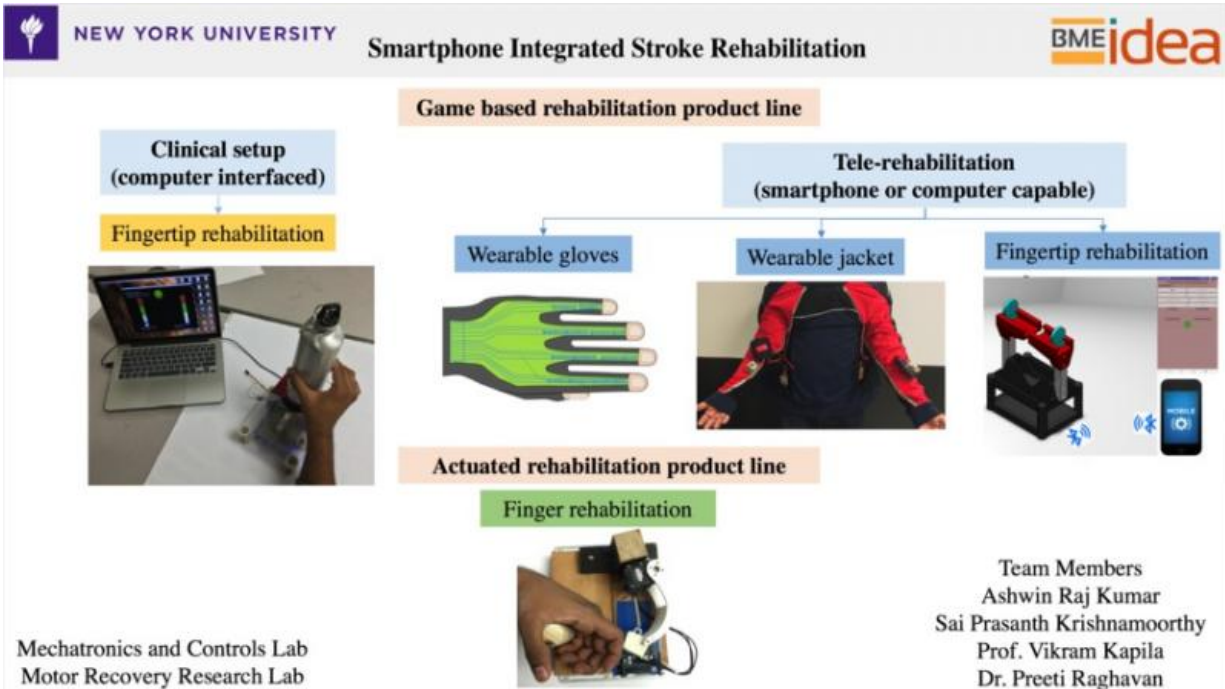 NEW YORK UNIVERSITY
Smartphone Integrated Stroke Rehabilitation
BME idea
Game based rehabilitation product line
Clinical setup
(computer interfaced)
Fingertip rehabilitation
Tele-rehabilitation
(smartphone or computer capable)
Wearable gloves
Wearable jacket
Fingertip rehabilitation
MOBILE
Actuated rehabilitation product line
Finger rehabilitation
Mechatronics and Controls Lab
Motor Recovery Research Lab
Team Members
Ashwin Raj Kumar
Sai Prasanth Krishnamoorthy
Prof. Vikram Kapila
Dr. Preeti Raghavan